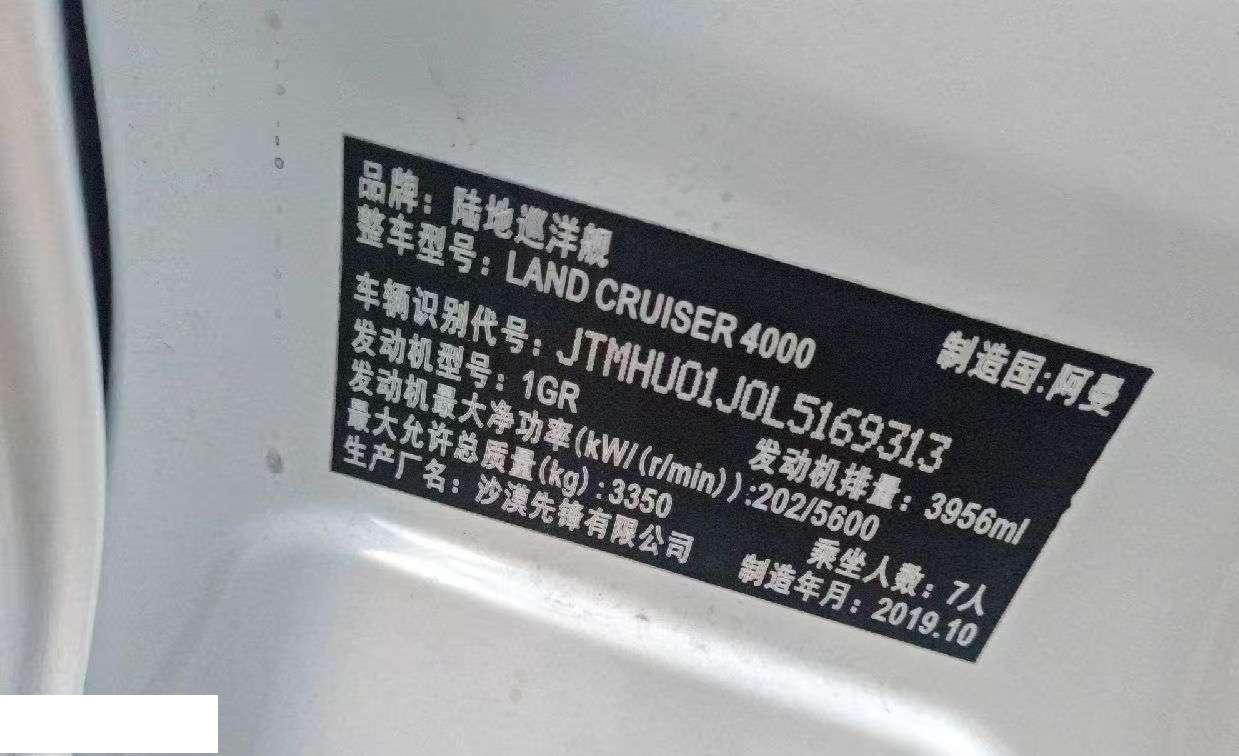 品牌：陆地巡洋舰
整车型号：LAND CRUISER 4000 制造国:阿曼
车辆识别代号：JTMHU01J0L5169313
发动机型号：1GR 发动机排量：3956ml
发动机最大净功率(kW/(r/min)):202/5600
最大允许总质量(kg):3350 乘坐人数：7人
生产厂名：沙漠先锋有限公司 制造年月：2019.10